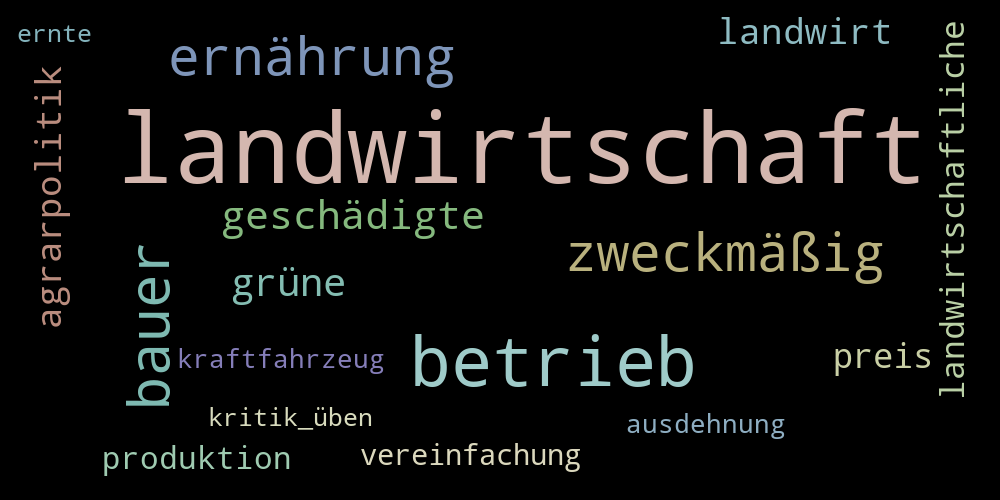 ernte
landwirt
ernährung
agrarpolitik
landwirtschaftliche
landwirtschaft
geschädigte
zweckmäßig
grüne
bauer
kraftfahrzeug
betrieb
preis
kritik_üben
ausdehnung
produktion
vereinfachung